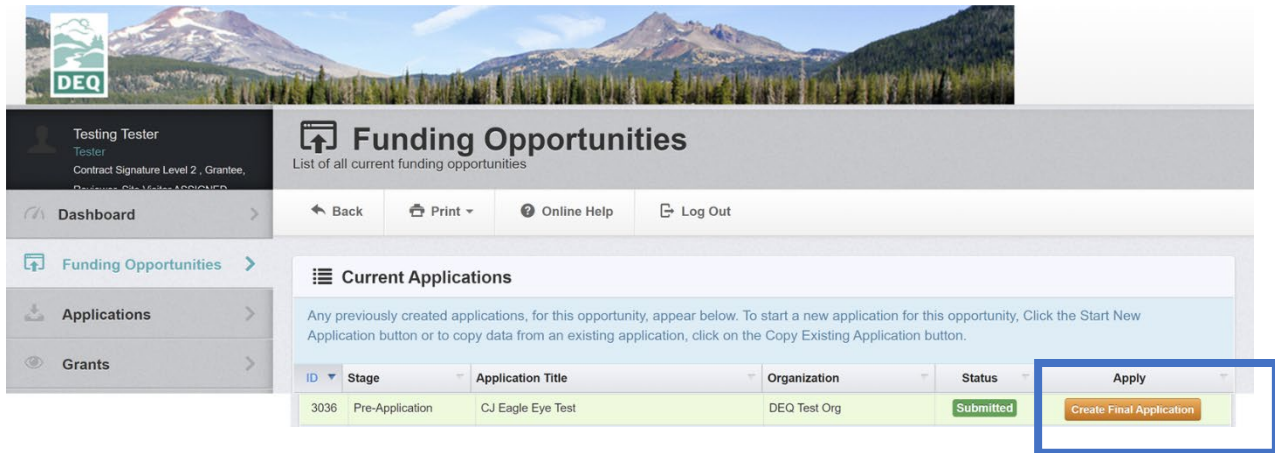 DEQ
Testing Tester
Tester
Contract Signature Level 2 , Grantee,
Funding Opportunities
List of all current funding opportunities
Dashboard
Back Print Online Help Log Out
Funding Opportunities
Applications
Grants
Current Applications
Any previously created applications, for this opportunity, appear below. To start a new application for this opportunity, Click the Start New
Application button or to copy data from an existing application, click on the Copy Existing Application button.
ID Stage Application Title Organization Status Apply
3036 Pre-Application CJ Eagle Eye Test DEQ Test Org Submitted Create Final Application